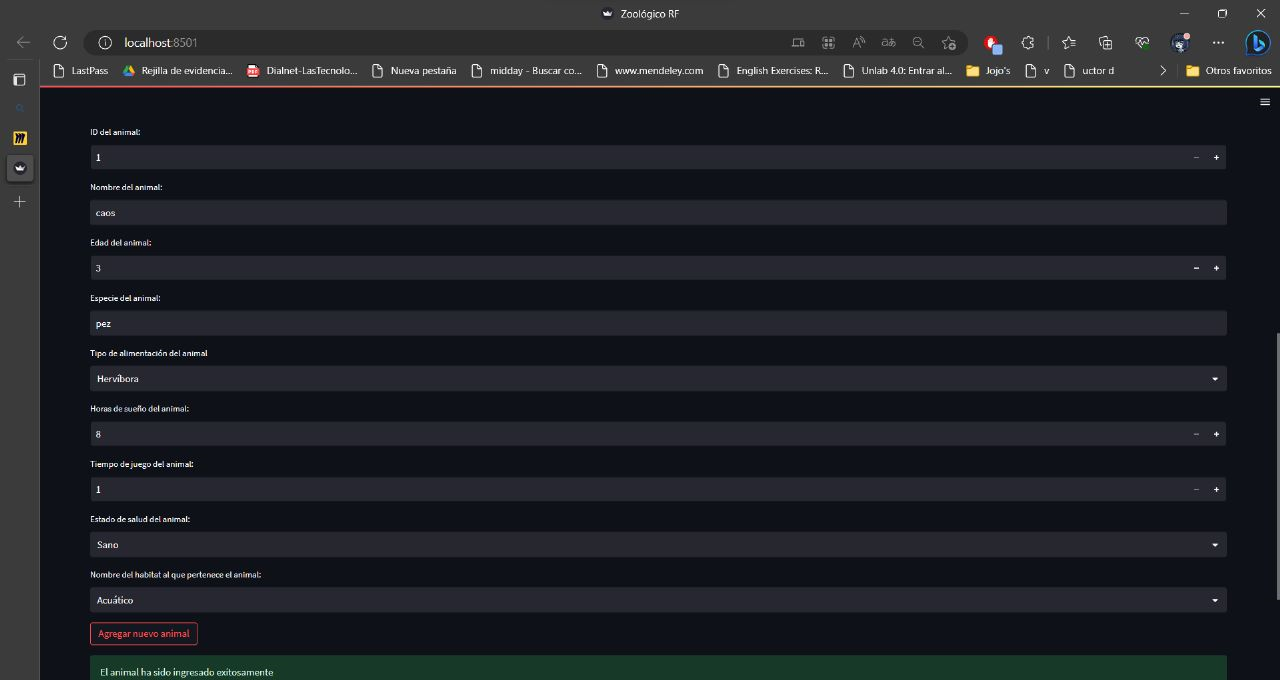 Zoológico RF
localhost:8501
LastPass
Rejilla de evidencia...
Dialnet-LasTecnolo...
Nueva pestaña
midday - Buscar co...
www.mendeley.com
English Exercises: R...
Unlab 4.0: Entrar al...
Jojo's
v
uctor d
Otros favoritos
ID del animal:
1
Nombre del animal:
caos
Edad del animal:
3
Especie del animal:
pez
Tipo de alimentación del animal
Hervíbora
Horas de sueño del animal:
8
Tiempo de juego del animal:
1
Estado de salud del animal:
Sano
Nombre del habitat al que pertenece el animal:
Acuático
Agregar nuevo animal
El animal ha sido ingresado exitosamente